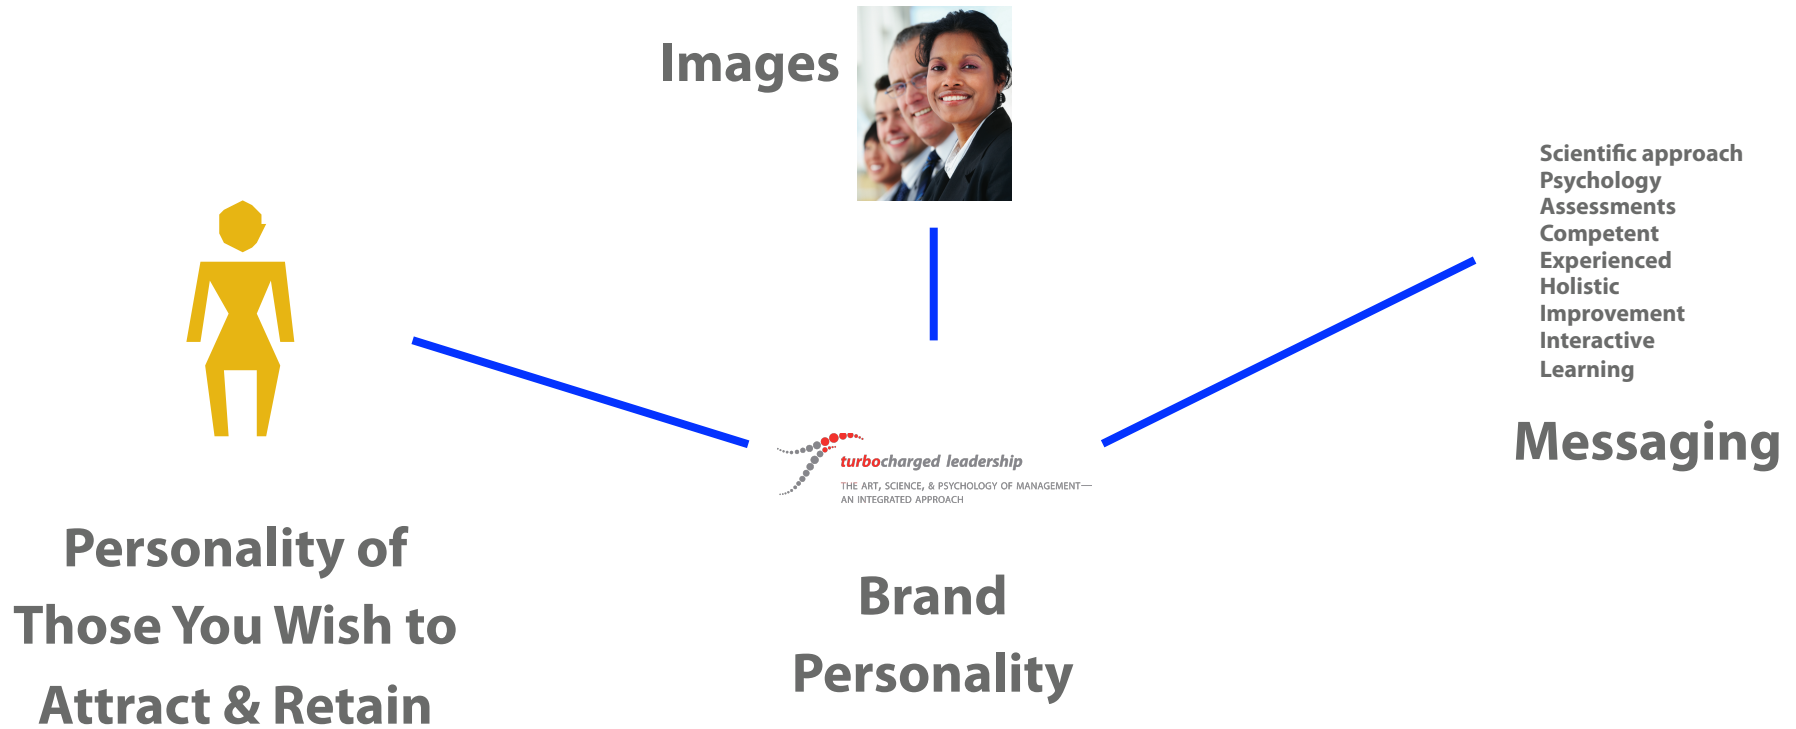 Images
Scientific approach
Psychology
Assessments
Competent
Experienced
Holistic
Improvement
Interactive
Learning
Messaging
turbocharged leadership
THE ART, SCIENCE, & PSYCHOLOGY OF MANAGEMENT—
AN INTEGRATED APPROACH
Personality of
Those You Wish to
Attract & Retain
Brand
Personality